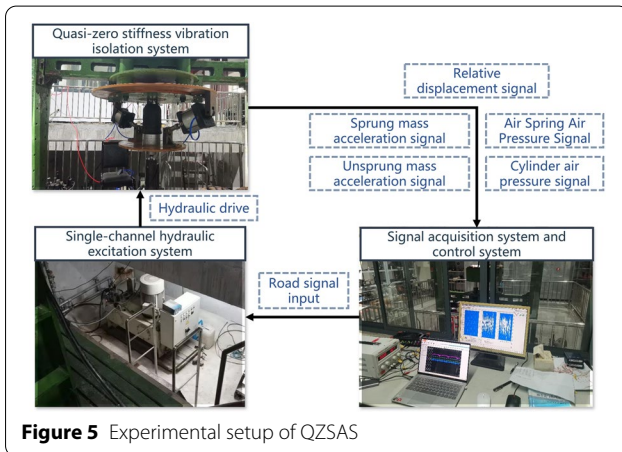 Quasi-zero stiffness vibration
isolation system
Relative
displacement signal
Sprung mass
acceleration signal
Air Spring Air
Pressure Signal
Unsprung mass
acceleration signal
Cylinder air
pressure signal
Hydraulic drive
Single-channel hydraulic
excitation system
Signal acquisition system and
control system
Road signal
input
Figure 5 Experimental setup of QZSAS